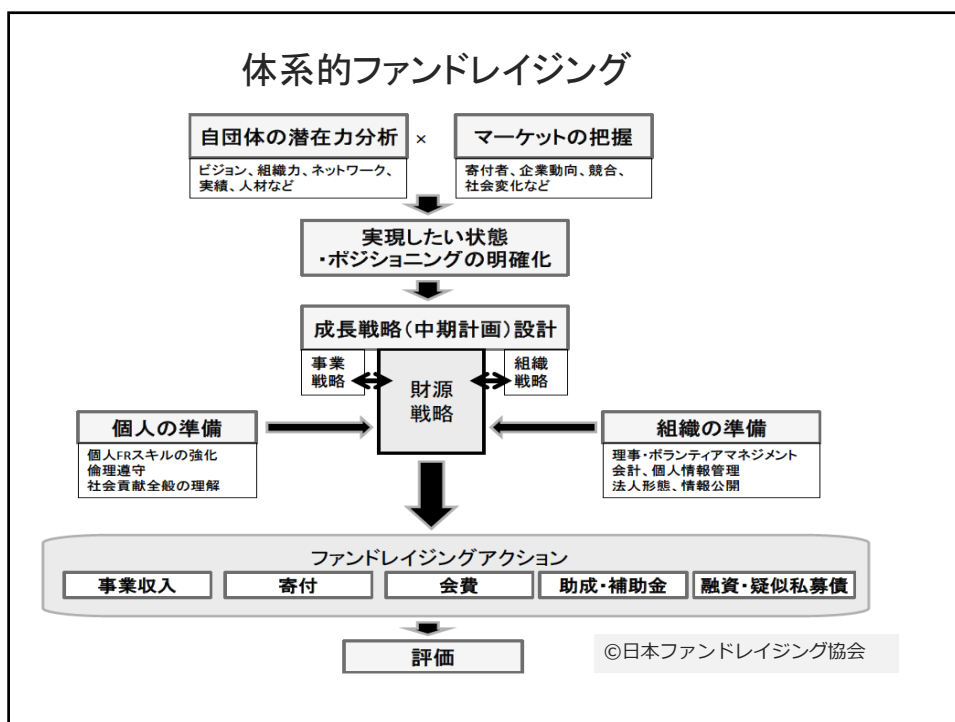 体系的ファンドレイジング
自団体の潜在力分析 × マーケットの把握
ビジョン、組織力、ネットワーク、
実績、人材など
寄付者、企業動向、競合、
社会変化など
実現したい状態
・ポジショニングの明確化
成長戦略(中期計画)設計
事業
戦略
財源
戦略
組織
戦略
個人の準備
個人FRスキルの強化
倫理遵守
社会貢献全般の理解
組織の準備
理事・ボランティアマネジメント
会計、個人情報管理
法人形態、情報公開
ファンドレイジングアクション
事業収入 寄付 会費 助成・補助金 融資・疑似私募債
評価
©日本ファンドレイジング協会